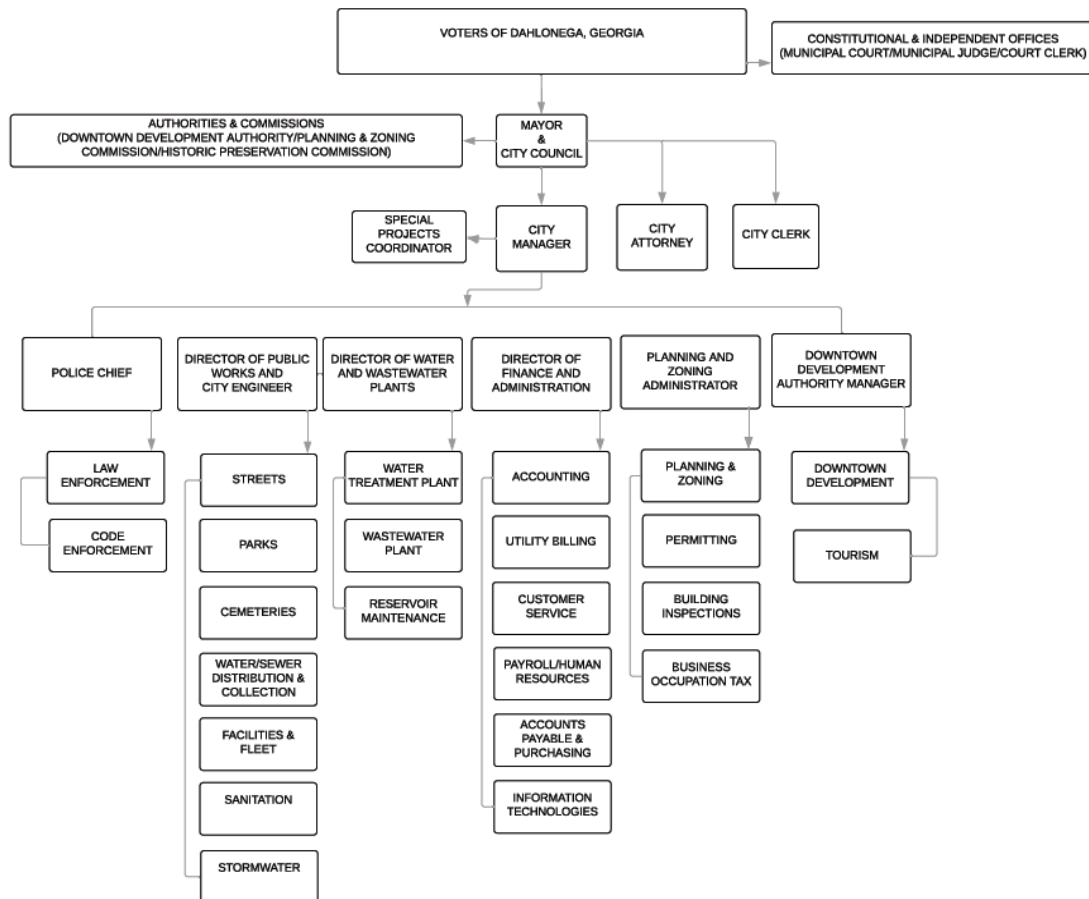 VOTERS OF DAHLONEGA, GEORGIA
CONSTITUTIONAL & INDEPENDENT OFFICES
(MUNICIPAL COURT/MUNICIPAL JUDGE/COURT CLERK)
AUTHORITIES & COMMISSIONS
(DOWNTOWN DEVELOPMENT AUTHORITY/PLANNING & ZONING
COMMISSION/HISTORIC PRESERVATION COMMISSION)
MAYOR
&
CITY COUNCIL
SPECIAL
PROJECTS
COORDINATOR
CITY
MANAGER
CITY
ATTORNEY
CITY CLERK
POLICE CHIEF
DIRECTOR OF PUBLIC
WORKS AND
CITY ENGINEER
DIRECTOR OF WATER
AND WASTEWATER
PLANTS
DIRECTOR OF
FINANCE AND
ADMINISTRATION
PLANNING AND
ZONING
ADMINISTRATOR
DOWNTOWN
DEVELOPMENT
AUTHORITY MANAGER
LAW
ENFORCEMENT
CODE
ENFORCEMENT
STREETS
PARKS
CEMETERIES
WATER/SEWER
DISTRIBUTION &
COLLECTION
FACILITIES &
FLEET
SANITATION
STORMWATER
WATER
TREATMENT PLANT
WASTEWATER
PLANT
RESERVOIR
MAINTENANCE
ACCOUNTING
UTILITY BILLING
CUSTOMER
SERVICE
PAYROLL/HUMAN
RESOURCES
ACCOUNTS
PAYABLE &
PURCHASING
INFORMATION
TECHNOLOGIES
PLANNING &
ZONING
PERMITTING
BUILDING
INSPECTIONS
BUSINESS
OCCUPATION TAX
DOWNTOWN
DEVELOPMENT
TOURISM